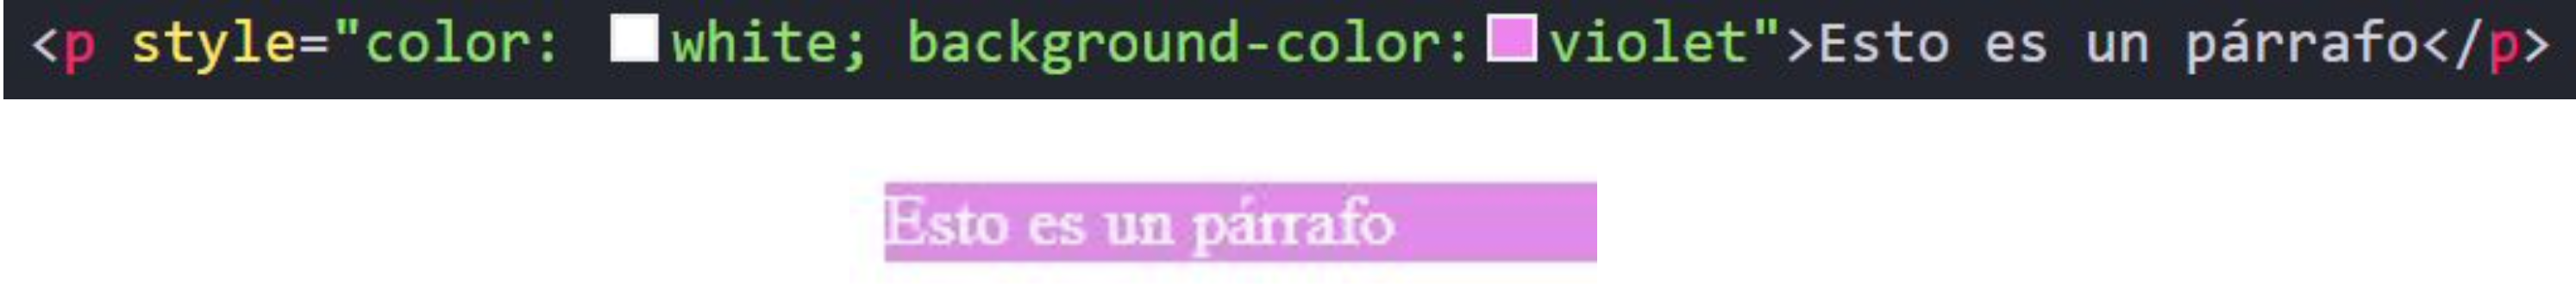 <p style="color: white; background-color: violet">Esto es un párrafo</p>
Esto es un párrafo